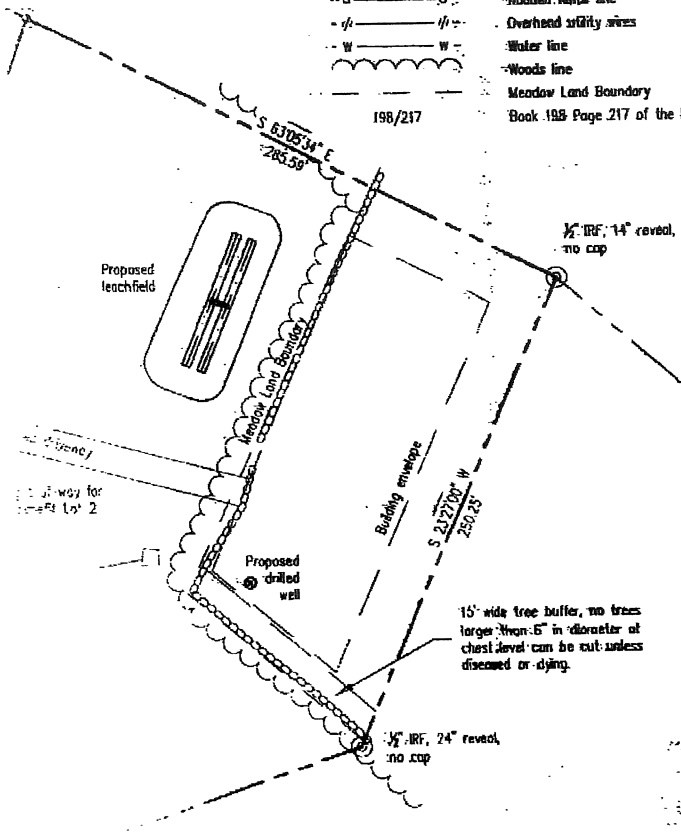 Overhead utility wires
W W
Water line
Woods line
Meadow Land Boundary
198/217
Book 198 Page 217 of the
S 63°05'34" E
285.59'
½" IRF, 14" reveal,
no cap
Proposed
leachfield
Meadow Land Boundary
Building envelope
S 23°27'00" W
250.25'
way for
Lot 2
Proposed
drilled
well
15' wide tree buffer, no trees
larger than 6" in diameter at
chest level can be cut unless
diseased or dying.
½" IRF, 24" reveal,
no cap